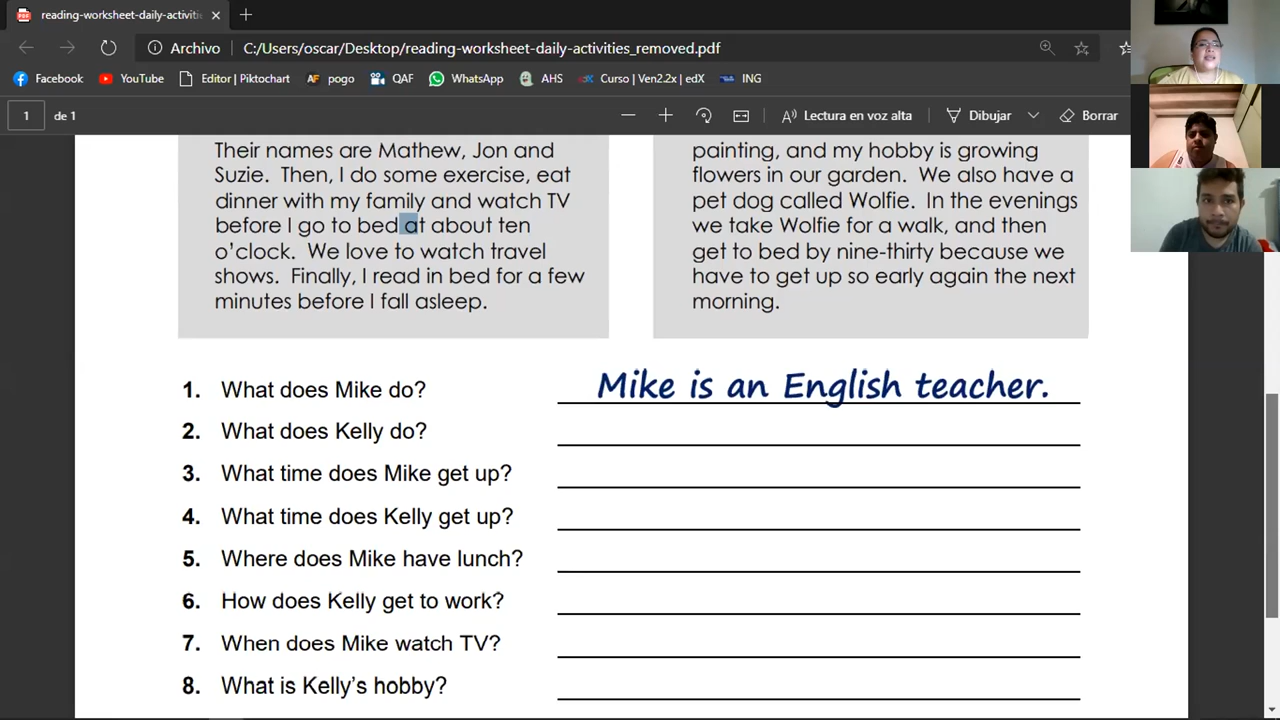 reading-worksheet-daily-activiti
Archivo C:/Users/oscar/Desktop/reading-worksheet-daily-activities_removed.pdf
Facebook YouTube Editor | Piktochart pogo QAF WhatsApp AHS Curso | Ven2.2x | edX ING
1 de 1 Lectura en voz alta Dibujar Borrar
Their names are Mathew, Jon and
Suzie. Then, I do some exercise, eat
dinner with my family and watch TV
before I go to bed at about ten
o'clock. We love to watch travel
shows. Finally, I read in bed for a few
minutes before I fall asleep.
painting, and my hobby is growing
flowers in our garden. We also have a
pet dog called Wolfie. In the evenings
we take Wolfie for a walk, and then
get to bed by nine-thirty because we
have to get up so early again the next
morning.
1. What does Mike do? Mike is an English teacher.
2. What does Kelly do?
3. What time does Mike get up?
4. What time does Kelly get up?
5. Where does Mike have lunch?
6. How does Kelly get to work?
7. When does Mike watch TV?
8. What is Kelly's hobby?